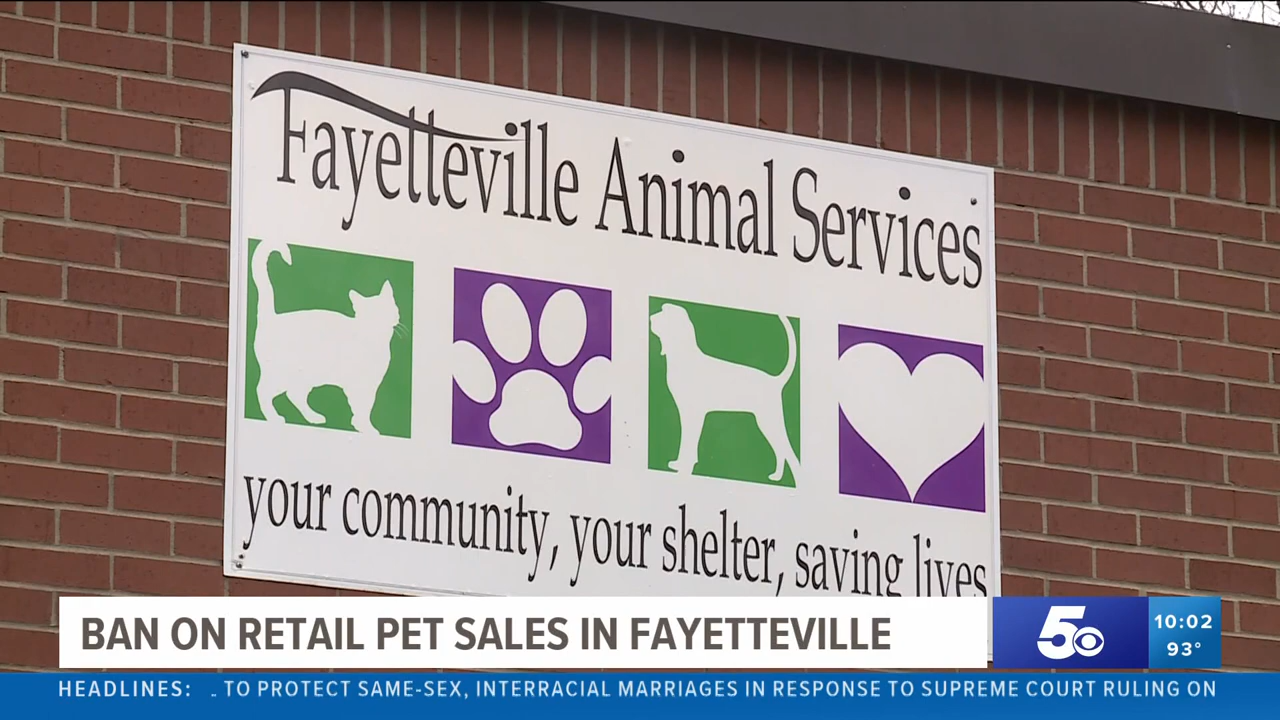 Fayetteville Animal Services
your community, your shelter, saving lives
BAN ON RETAIL PET SALES IN FAYETTEVILLE
5
10:02
93°
HEADLINES: .. TO PROTECT SAME-SEX, INTERRACIAL MARRIAGES IN RESPONSE TO SUPREME COURT RULING ON